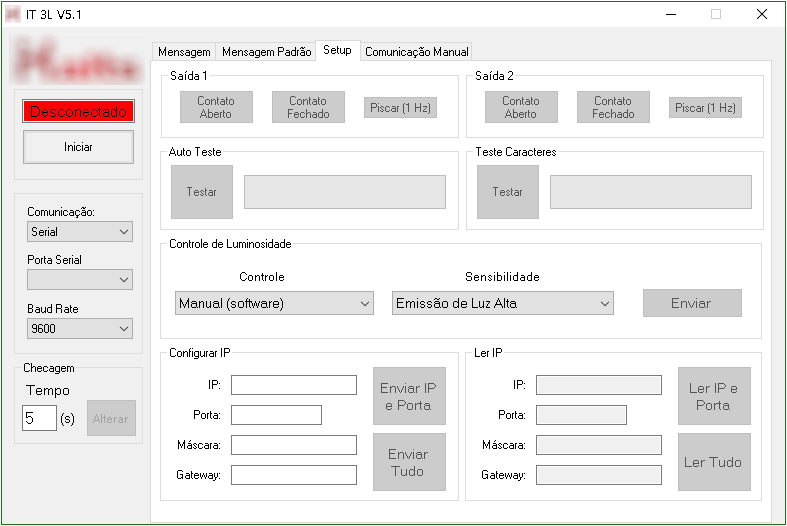 IT 3L V5.1
Desconectado
Iniciar
Comunicação:
Serial
Porta Serial
Baud Rate
9600
Checagem
Tempo
5 (s) Alterar
Mensagem Mensagem Padrão Setup Comunicação Manual
Saída 1
Contato
Aberto
Contato
Fechado
Piscar (1 Hz)
Saída 2
Contato
Aberto
Contato
Fechado
Piscar (1 Hz)
Auto Teste
Testar
Teste Caracteres
Testar
Controle de Luminosidade
Controle
Manual (software)
Sensibilidade
Emissão de Luz Alta
Enviar
Configurar IP
IP:
Porta:
Máscara:
Gateway:
Enviar IP
e Porta
Enviar
Tudo
Ler IP
IP:
Porta:
Máscara:
Gateway:
Ler IP e
Porta
Ler Tudo